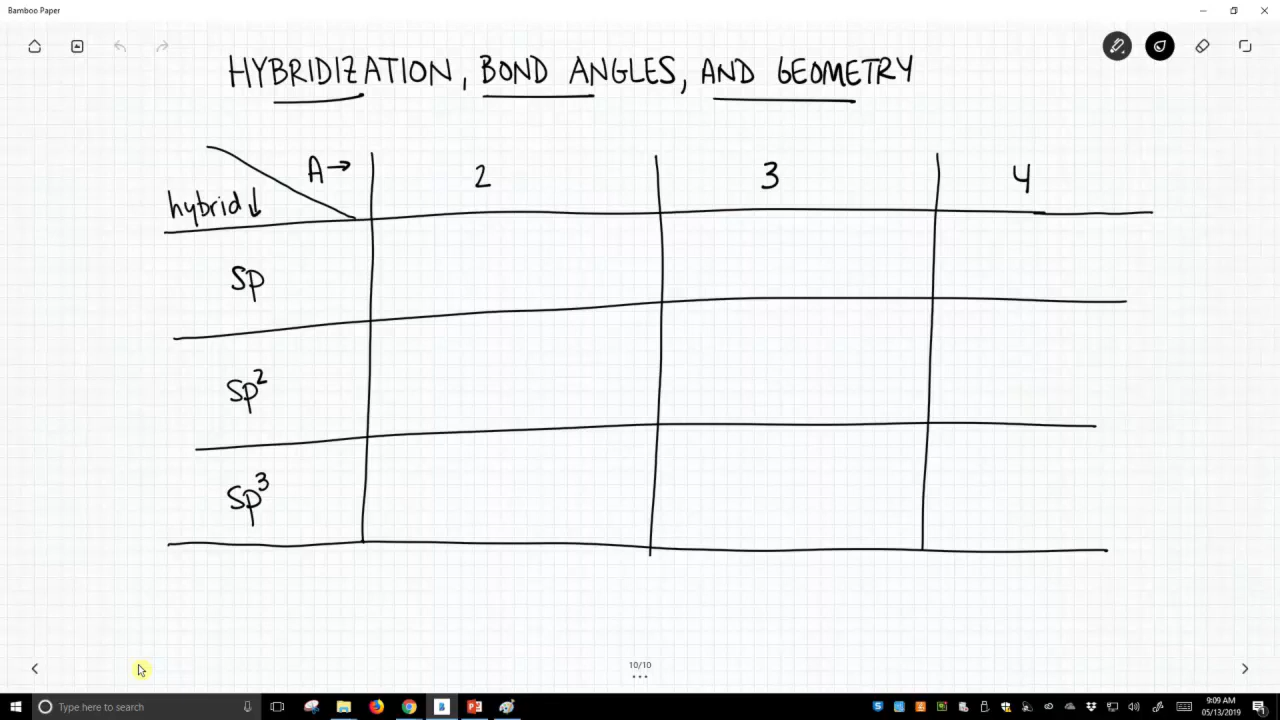 Bamboo Paper
HYBRIDIZATION, BOND ANGLES, AND GEOMETRY
A→ 2 3 4
hybrid↓
sp
sp²
sp³
10/10
Type here to search
9:09 AM
05/13/2019